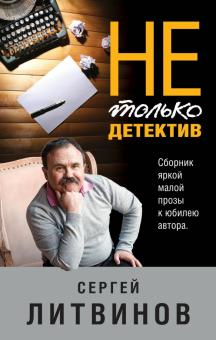 НЕ
только
ДЕТЕКТИВ
Сборник
яркой
малой
прозы
к юбилею
автора.
СЕРГЕЙ
ЛИТВИНОВ